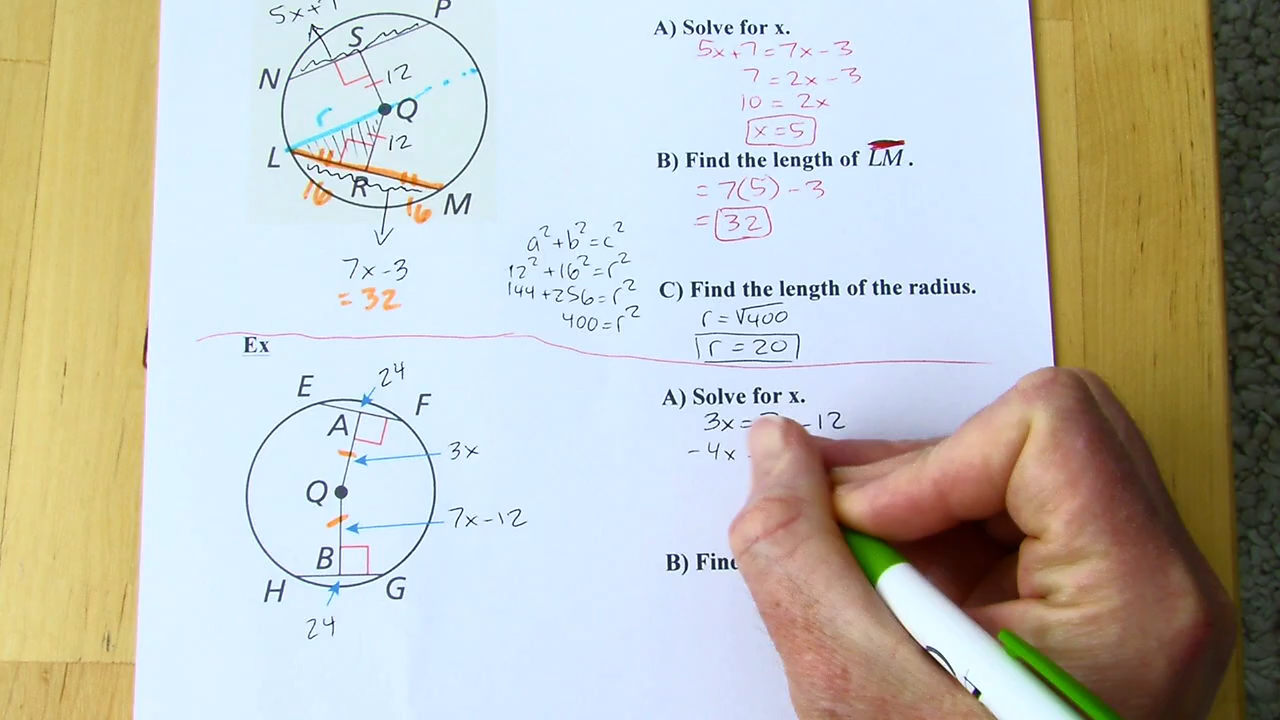 5x+7
P
S
N
12
Q
r
12
L
R
16
16
M
7x-3
= 32
a²+b²=c²
12²+16²=r²
144+256=r²
400=r²
A) Solve for x.
5x+7=7x-3
7=2x-3
10=2x
x=5
B) Find the length of LM.
=7(5)-3
=32
C) Find the length of the radius.
r=√400
r=20
Ex
24
E
F
A
3x
Q
7x-12
B
H
G
24
A) Solve for x.
3x= -12
-4x
B)